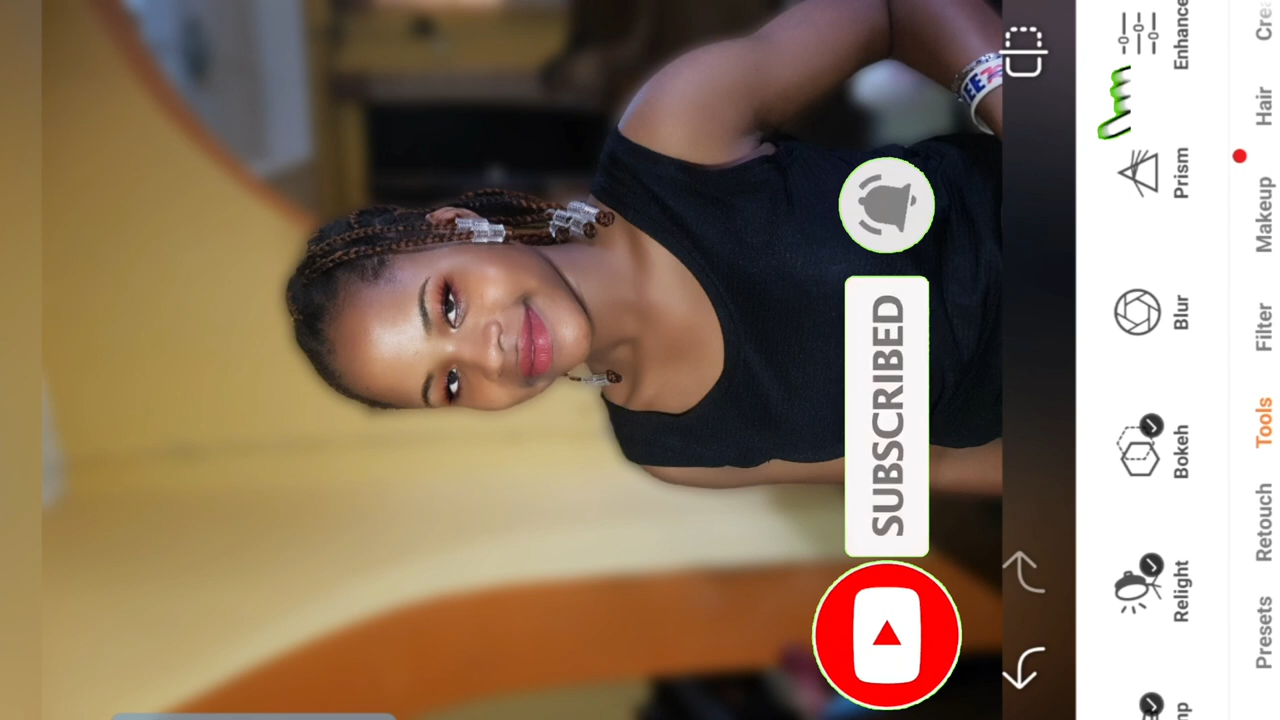 SUBSCRIBED
Relight
Bokeh
Blur
Prism
Enhance
Presets
Retouch
Tools
Filter
Makeup
Hair